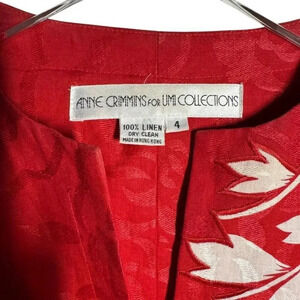 ANNE CRIMMINS FOR UMI COLLECTIONS
100% LINEN
DRY CLEAN
MADE IN HONG KONG
4